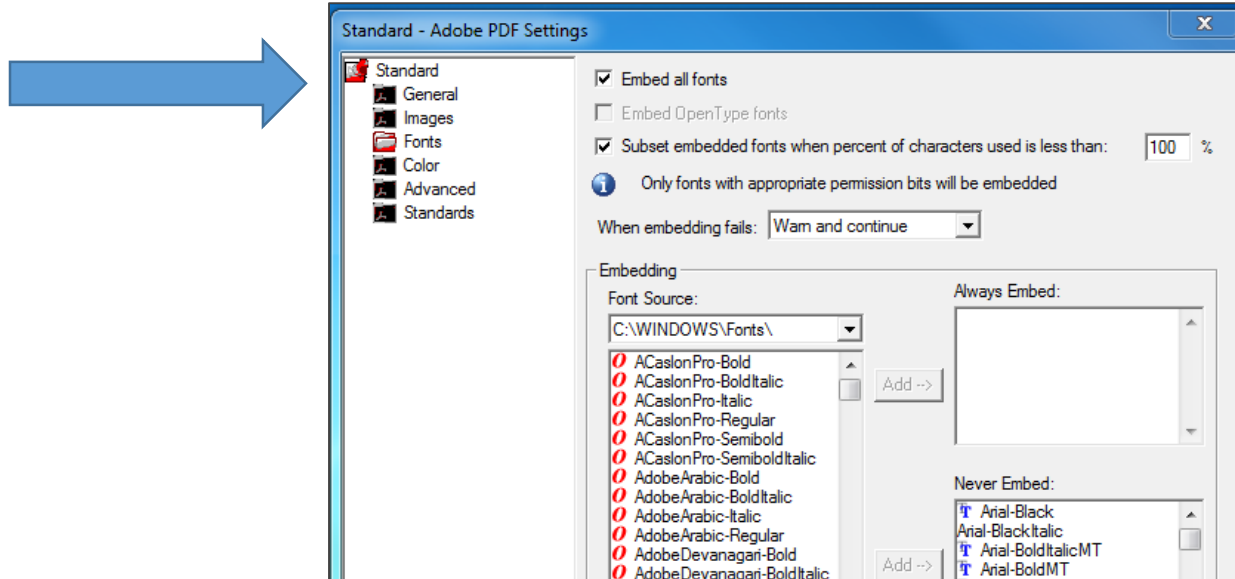 Standard - Adobe PDF Settings
x
Standard
General
Images
Fonts
Color
Advanced
Standards
Embed all fonts
Embed OpenType fonts
Subset embedded fonts when percent of characters used is less than: 100 %
Only fonts with appropriate permission bits will be embedded
When embedding fails: Warn and continue
Embedding
Font Source:
C:\WINDOWS\Fonts\
ACaslonPro-Bold
ACaslonPro-BoldItalic
ACaslonPro-Italic
ACaslonPro-Regular
ACaslonPro-Semibold
ACaslonPro-SemiboldItalic
AdobeArabic-Bold
AdobeArabic-BoldItalic
AdobeArabic-Italic
AdobeArabic-Regular
AdobeDevanagari-Bold
AdobeDevanagari-BoldItalic
Add -->
Add -->
Always Embed:
Never Embed:
Arial-Black
Arial-BlackItalic
Arial-BoldItalicMT
Arial-BoldMT